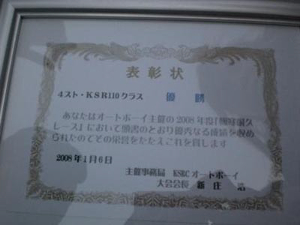 表彰状
4スト・KSR110クラス 優勝
あなたはオートボーイ主催の2008年
レース」において頭書のとおり優秀なる成績を収め
られたのでその栄誉をたたえこれを賞します
2008年1月6日
主催事務局 KSRCオートボーイ
大会会長 新庄 浩